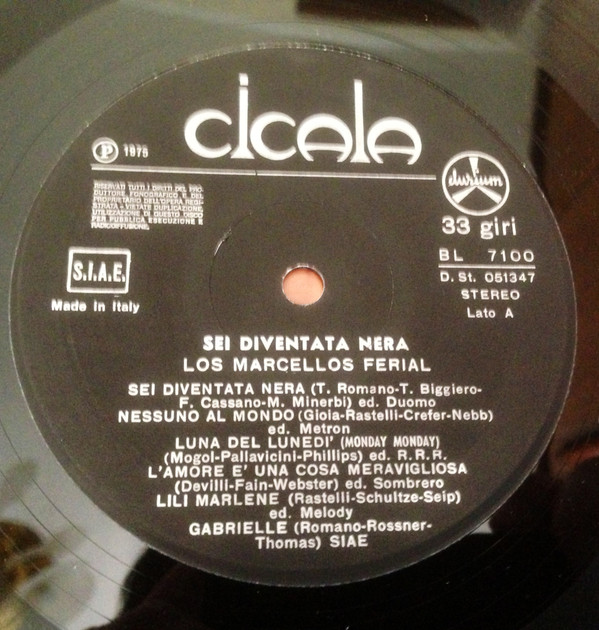 cicala
P 1975
RISERVATI TUTTI I DIRITTI DEL PRO-
DUTTORE FONOGRAFICO E DEL
PROPRIETARIO DELL'OPERA REGI-
STRATA - VIETATE DUPLICAZIONE,
UTILIZZAZIONE DI QUESTO DISCO
PER PUBBLICA ESECUZIONE E
RADIODIFFUSIONE.
durium
33 giri
S.I.A.E.
Made in Italy
BL 7100
D. St. 051347
STEREO
Lato A
SEI DIVENTATA NERA
LOS MARCELLOS FERIAL
SEI DIVENTATA NERA (T. Romano-T. Biggiero-
F. Cassano-M. Minerbi) ed. Duomo
NESSUNO AL MONDO (Gioia-Rastelli-Crefer-Nebb)
ed. Metron
LUNA DEL LUNEDI' (MONDAY MONDAY)
(Mogol-Pallavicini-Phillips) ed. R.R.R.
L'AMORE E' UNA COSA MERAVIGLIOSA
(Devilli-Fain-Webster) ed. Sombrero
LILI MARLENE (Rastelli-Schultze-Seip)
ed. Melody
GABRIELLE (Romano-Rossner-
Thomas) SIAE